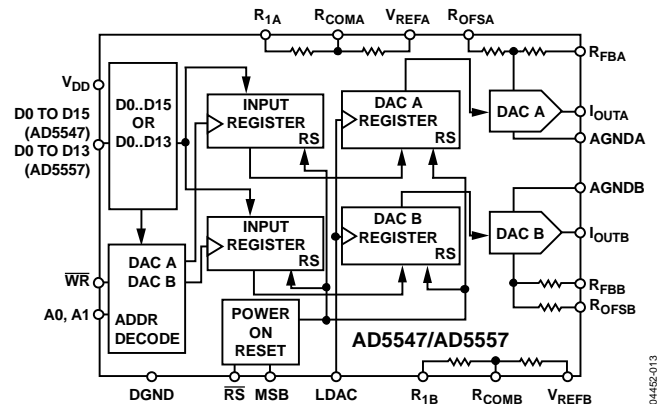 R1A RCOMA VREFA ROFSA
RFBA
VDD
D0 TO D15
(AD5547)
D0 TO D13
(AD5557)
D0..D15
OR
D0..D13
INPUT
REGISTER
RS
DAC A
REGISTER
RS
DAC A
IOUTA
AGNDA
INPUT
REGISTER
RS
DAC B
REGISTER
RS
AGNDB
DAC B
IOUTB
RFBB
ROFSB
WR
A0, A1
DAC A
DAC B
ADDR
DECODE
POWER
ON
RESET
AD5547/AD5557
DGND RS MSB LDAC R1B RCOMB VREFB
04452-013